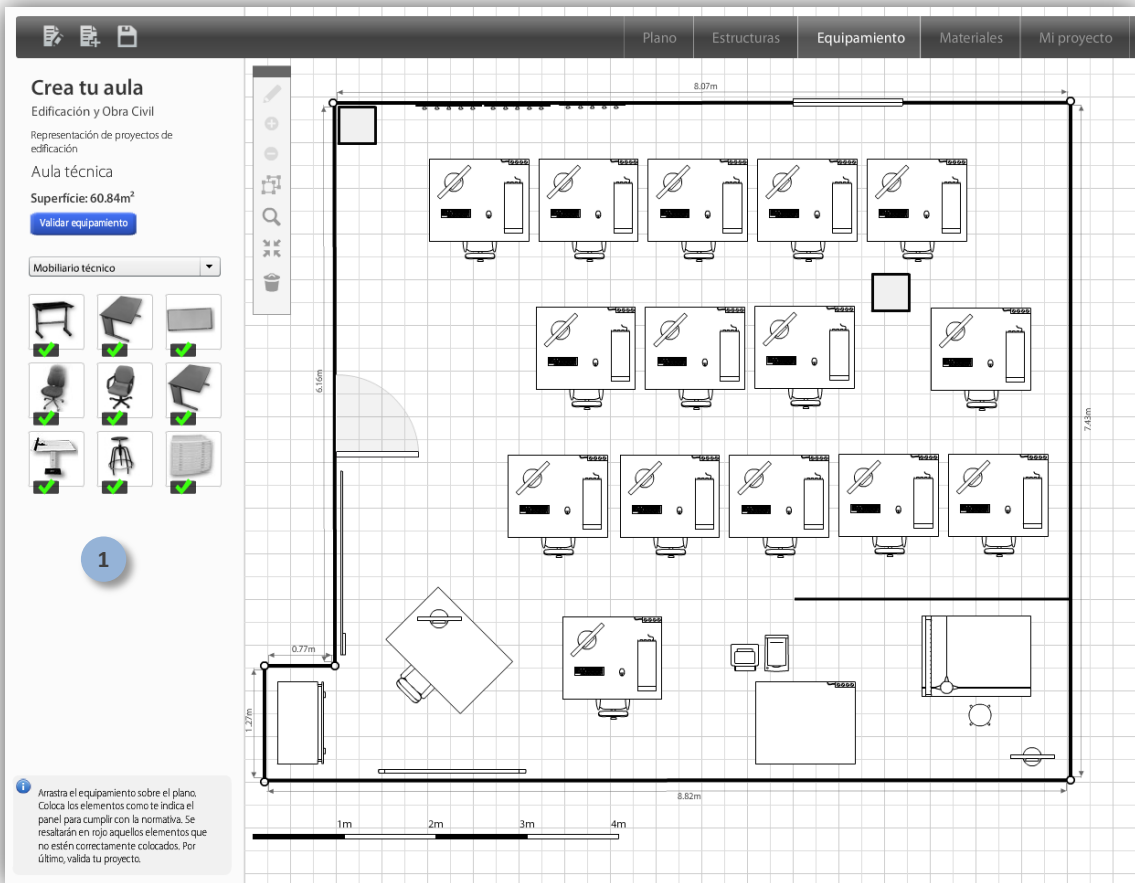 Plano Estructuras Equipamiento Materiales Mi proyecto
Crea tu aula
Edificación y Obra Civil
Representación de proyectos de
edificación
Aula técnica
Superfície: 60.84m²
Validar equipamiento
Mobiliario técnico
1
Arrastra el equipamiento sobre el plano.
Coloca los elementos como te indica el
panel para cumplir con la normativa. Se
resaltarán en rojo aquellos elementos que
no estén correctamente colocados. Por
último, valida tu proyecto.
8.07m
6.16m
7.43m
0.77m
1.27m
8.82m
1m 2m 3m 4m